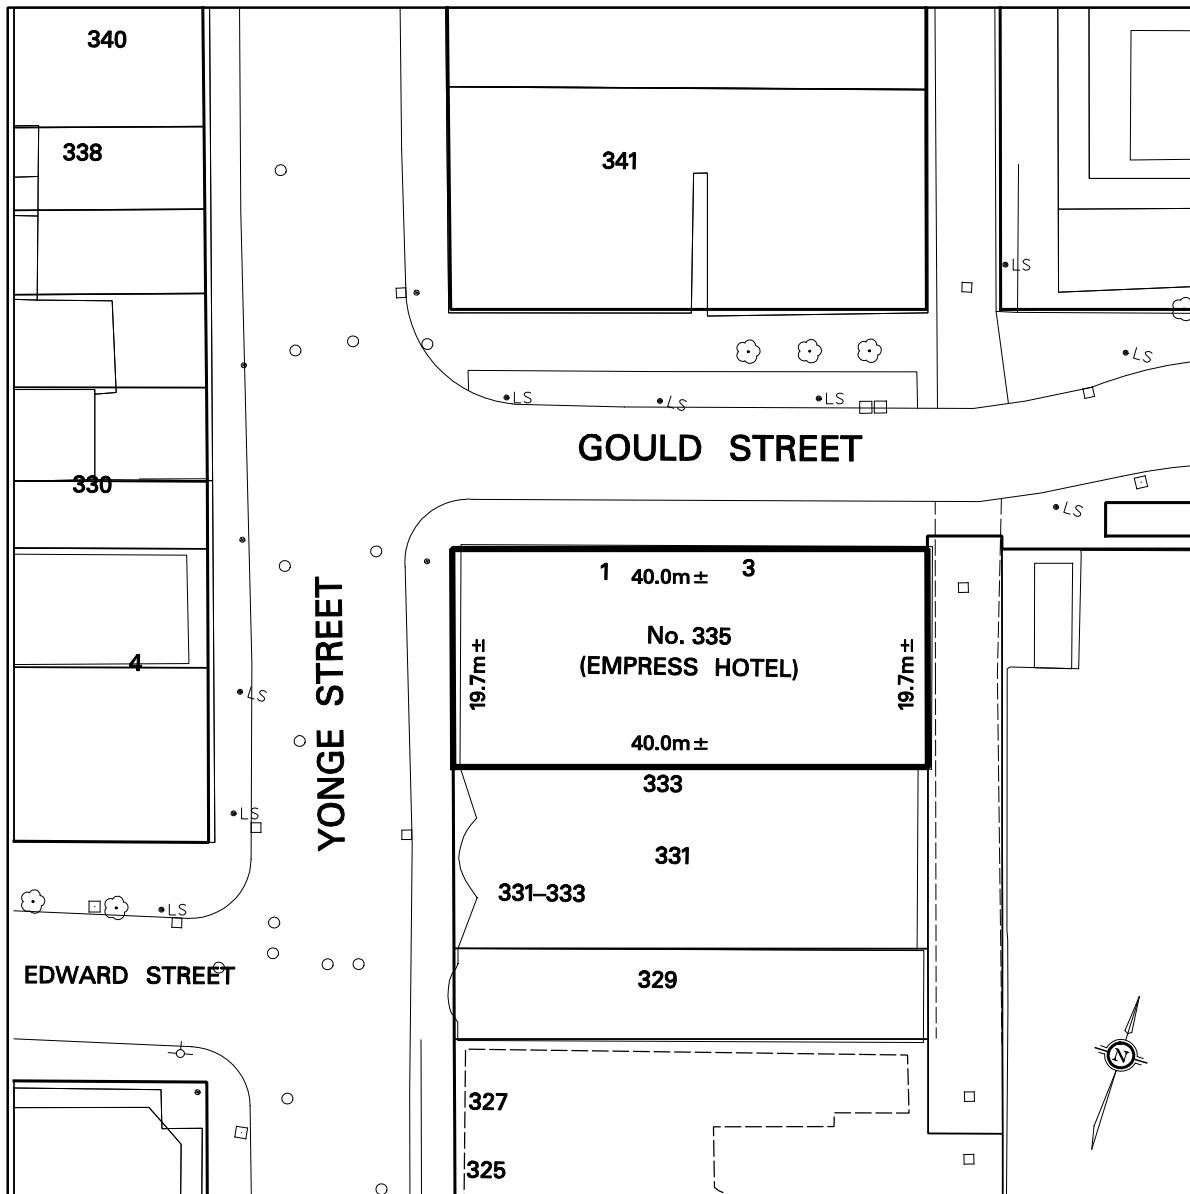 340
338
341
LS
LS
LS
LS
LS
GOULD STREET
330
LS
1 40.0m± 3
No. 335
(EMPRESS HOTEL)
19.7m±
19.7m±
40.0m±
YONGE STREET
4
LS
LS
333
331
331–333
LS
EDWARD STREET
329
N
327
325